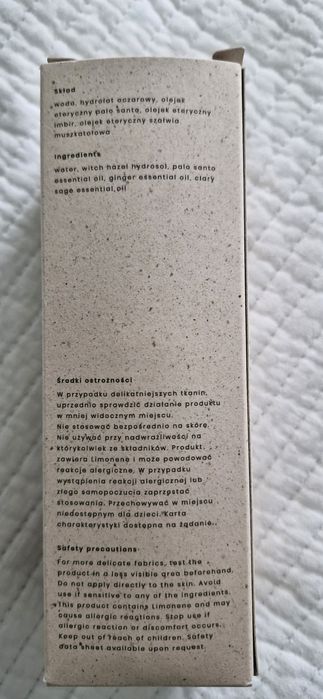 Skład
woda, hydrolat oczarowy, olejek
eteryczny palo santo, olejek eteryczny
imbir, olejek eteryczny szałwia
muszkatołowa
Ingredients
water, witch hazel hydrosol, palo santo
essential oil, ginger essential oil, clary
sage essential oil
Środki ostrożności
W przypadku delikatniejszych tkanin,
uprzednio sprawdzić działanie produktu
w mniej widocznym miejscu.
Nie stosować bezpośrednio na skórę.
Nie używać przy nadwrażliwości na
którykolwiek ze składników. Produkt
zawiera Limonene i może powodować
reakcje alergiczne. W przypadku
wystąpienia reakcji alergicznej lub
złego samopoczucia zaprzestać
stosowania. Przechowywać w miejscu
niedostępnym dla dzieci. Karta
charakterystyki dostępna na żądanie.
Safety precautions
For more delicate fabrics, test the
product in a less visible area beforehand.
Do not apply directly to the skin. Avoid
use if sensitive to any of the ingredients.
This product contains Limonene and may
cause allergic reactions. Stop use if
allergic reaction or discomfort occurs.
Keep out of reach of children. Safety
data sheet available upon request.